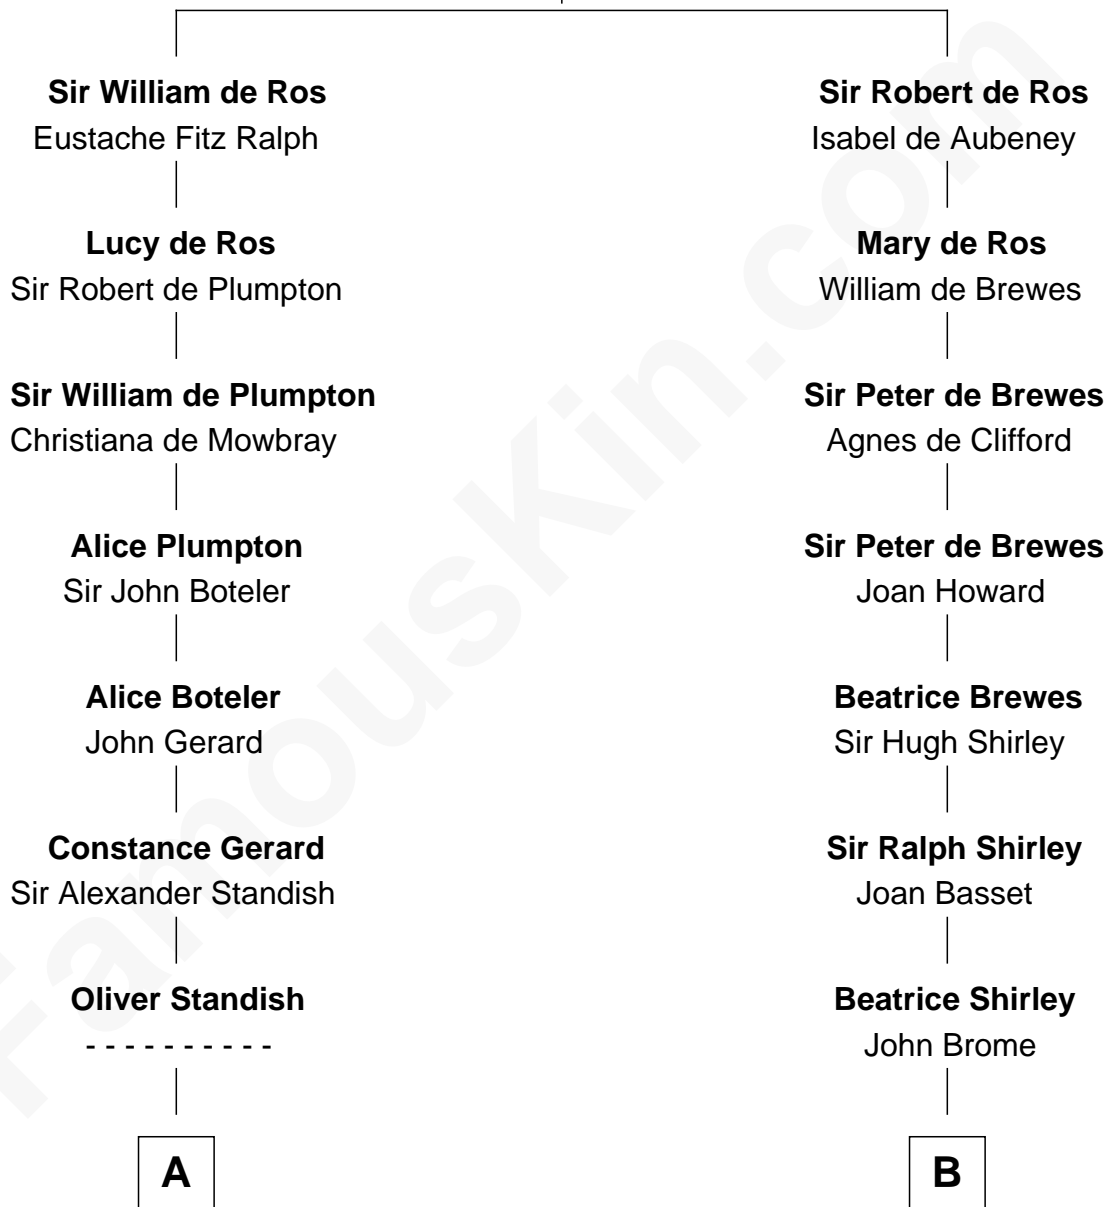 Sir William de Ros
Eustache Fitz Ralph
Lucy de Ros
Sir Robert de Plumpton
Sir William de Plumpton
Christiana de Mowbray
Alice Plumpton
Sir John Boteler
Alice Boteler
John Gerard
Constance Gerard
Sir Alexander Standish
Oliver Standish
- - - - - - - - - -
A
Sir Robert de Ros
Isabel de Aubeney
Mary de Ros
William de Brewes
Sir Peter de Brewes
Agnes de Clifford
Sir Peter de Brewes
Joan Howard
Beatrice Brewes
Sir Hugh Shirley
Sir Ralph Shirley
Joan Basset
Beatrice Shirley
John Brome
B
FamousKin.com